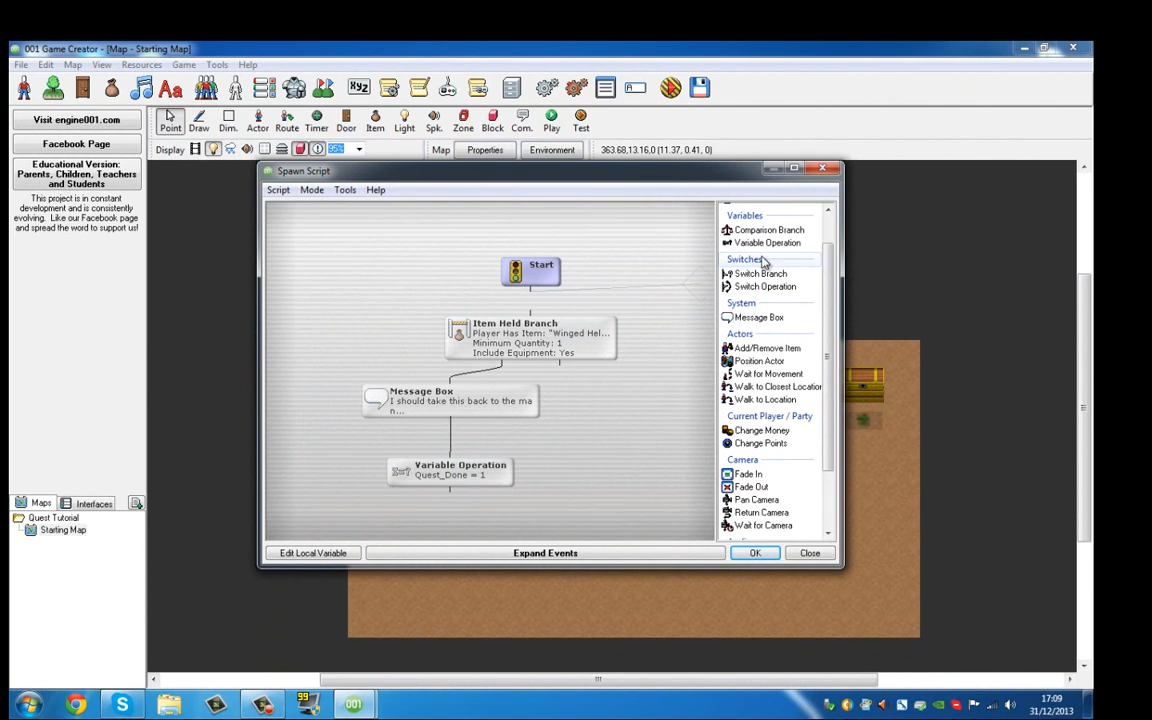 001 Game Creator - [Map - Starting Map]
File Edit Map View Resources Game Tools Help
Aa
XYZ
Visit engine001.com
Facebook Page
Educational Version:
Parents, Children, Teachers
and Students
This project is in constant
development and is consistently
evolving. Like our Facebook page
and spread the word to support us!
Point Draw Dim. Actor Route Timer Door Item Light Spk. Zone Block Com. Play Test
Display 95% Map Properties Environment 363.68,13.16,0 (11.37, 0.41, 0)
Spawn Script
Script Mode Tools Help
Start
Item Held Branch
Player Has Item: "Winged Hel...
Minimum Quantity: 1
Include Equipment: Yes
Message Box
I should take this back to the ma
n...
Variable Operation
Quest_Done = 1
Variables
Comparison Branch
Variable Operation
Switches
Switch Branch
Switch Operation
System
Message Box
Actors
Add/Remove Item
Position Actor
Wait for Movement
Walk to Closest Locatior
Walk to Location
Current Player / Party
Change Money
Change Points
Camera
Fade In
Fade Out
Pan Camera
Return Camera
Wait for Camera
Edit Local Variable
Expand Events
OK
Close
Maps Interfaces
Quest Tutorial
Starting Map
99
001
17:09
31/12/2013